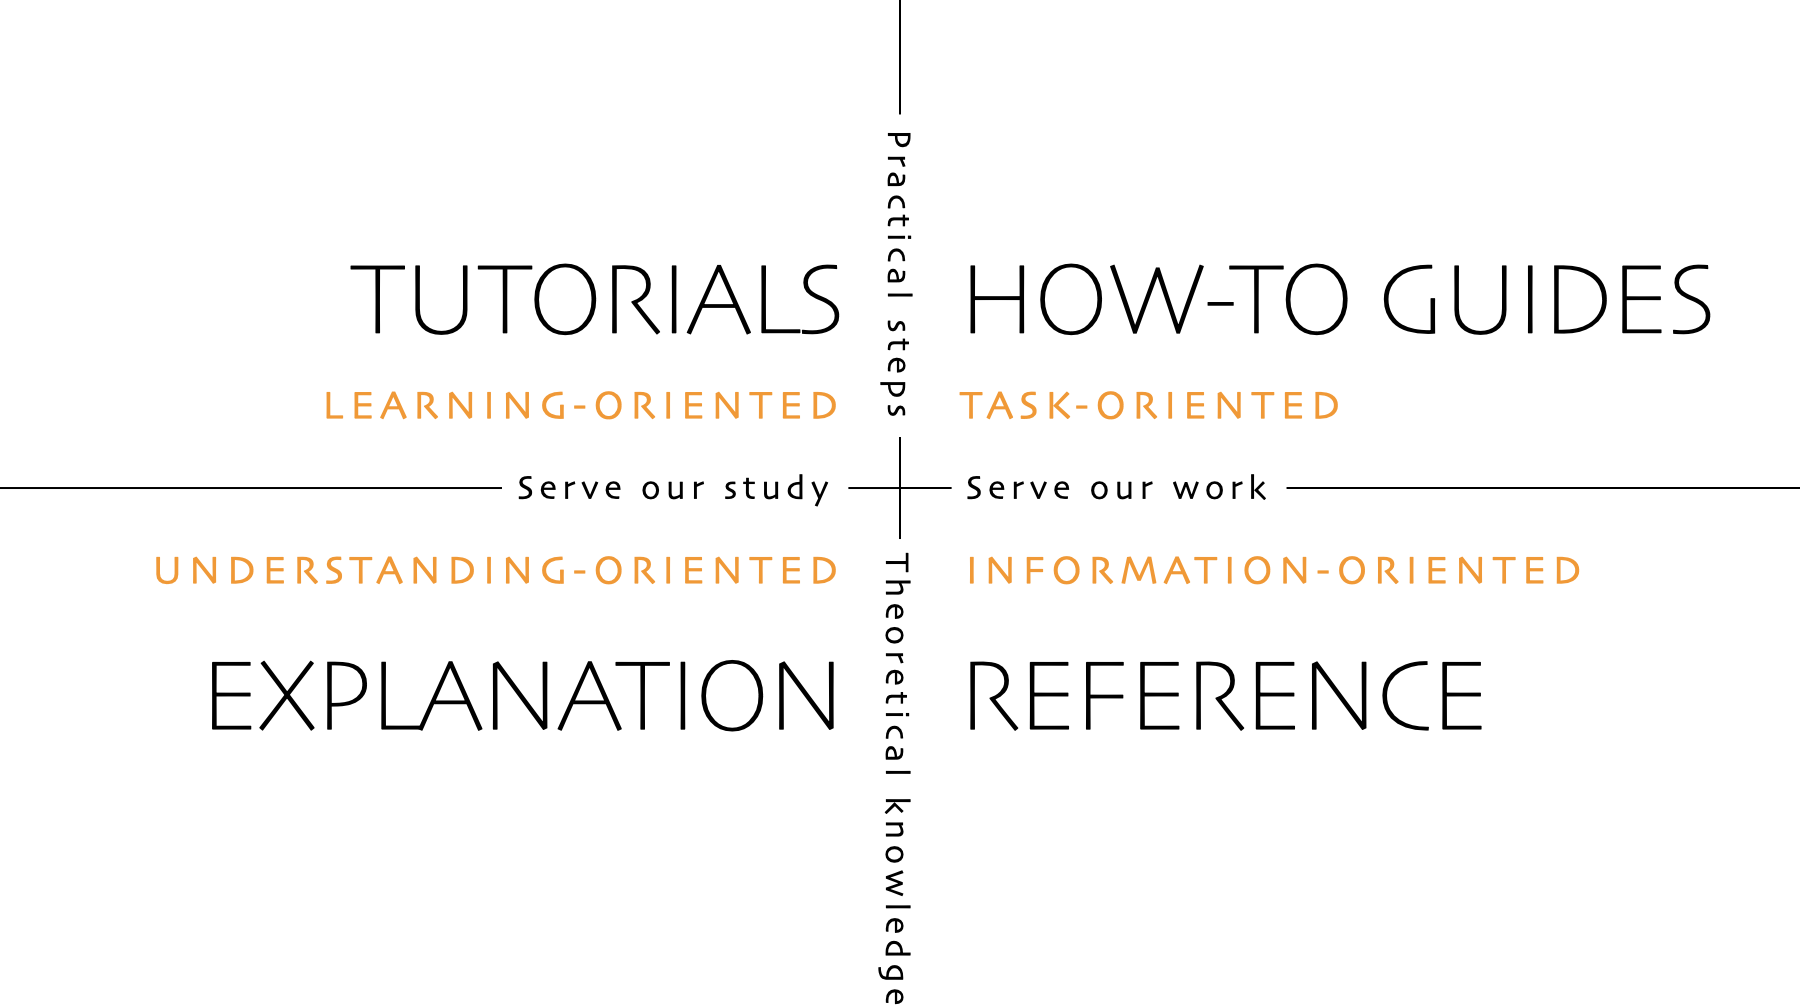 Practical steps
TUTORIALS
HOW-TO GUIDES
LEARNING-ORIENTED
TASK-ORIENTED
Serve our study
Serve our work
UNDERSTANDING-ORIENTED
INFORMATION-ORIENTED
Theoretical knowledge
EXPLANATION
REFERENCE